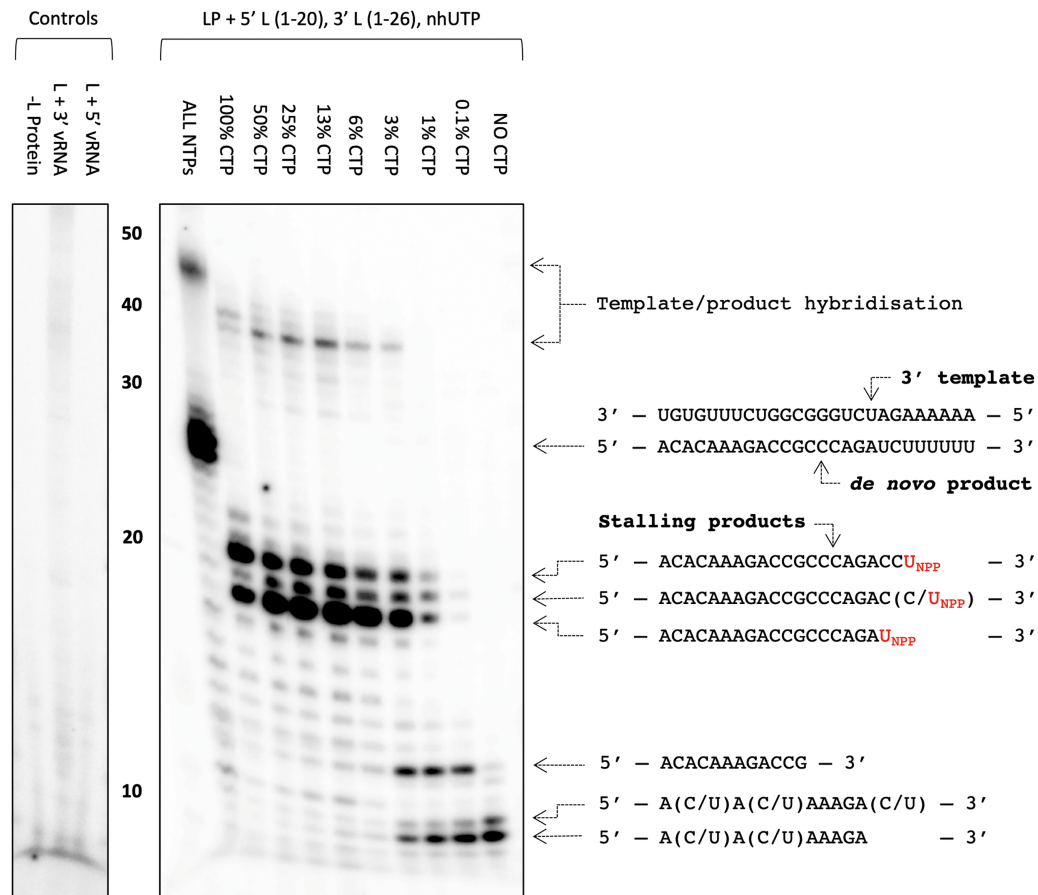 Controls
LP + 5′ L (1-20), 3′ L (1-26), nhUTP
-L Protein
L + 3′ vRNA
L + 5′ vRNA
ALL NTPs
100% CTP
50% CTP
25% CTP
13% CTP
6% CTP
3% CTP
1% CTP
0.1% CTP
NO CTP
50
40
30
20
10
Template/product hybridisation
3′ template
3′ – UGUGUUUCUGGCGGGUCUAGAAAAAA – 5′
5′ – ACACAAAGACCGCCCAGAUCUUUUUU – 3′
de novo product
Stalling products
5′ – ACACAAAGACCGCCCAGACCUNPP – 3′
5′ – ACACAAAGACCGCCCAGAC(C/UNPP) – 3′
5′ – ACACAAAGACCGCCCAGAUNPP – 3′
5′ – ACACAAAGACCG – 3′
5′ – A(C/U)A(C/U)AAAGA(C/U) – 3′
5′ – A(C/U)A(C/U)AAAGA – 3′